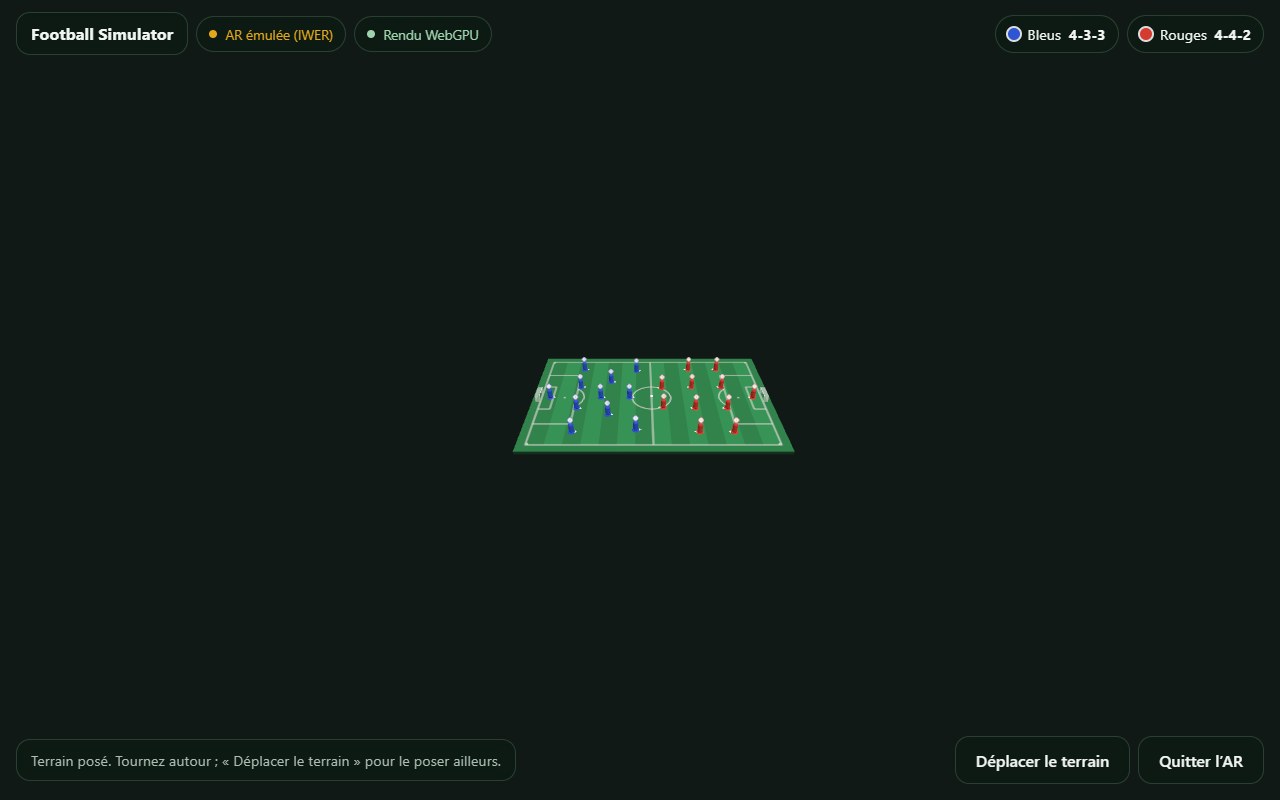 Football Simulator
AR émulée (IWER)
Rendu WebGPU
Bleus 4-3-3
Rouges 4-4-2
Terrain posé. Tournez autour ; « Déplacer le terrain » pour le poser ailleurs.
Déplacer le terrain
Quitter l’AR